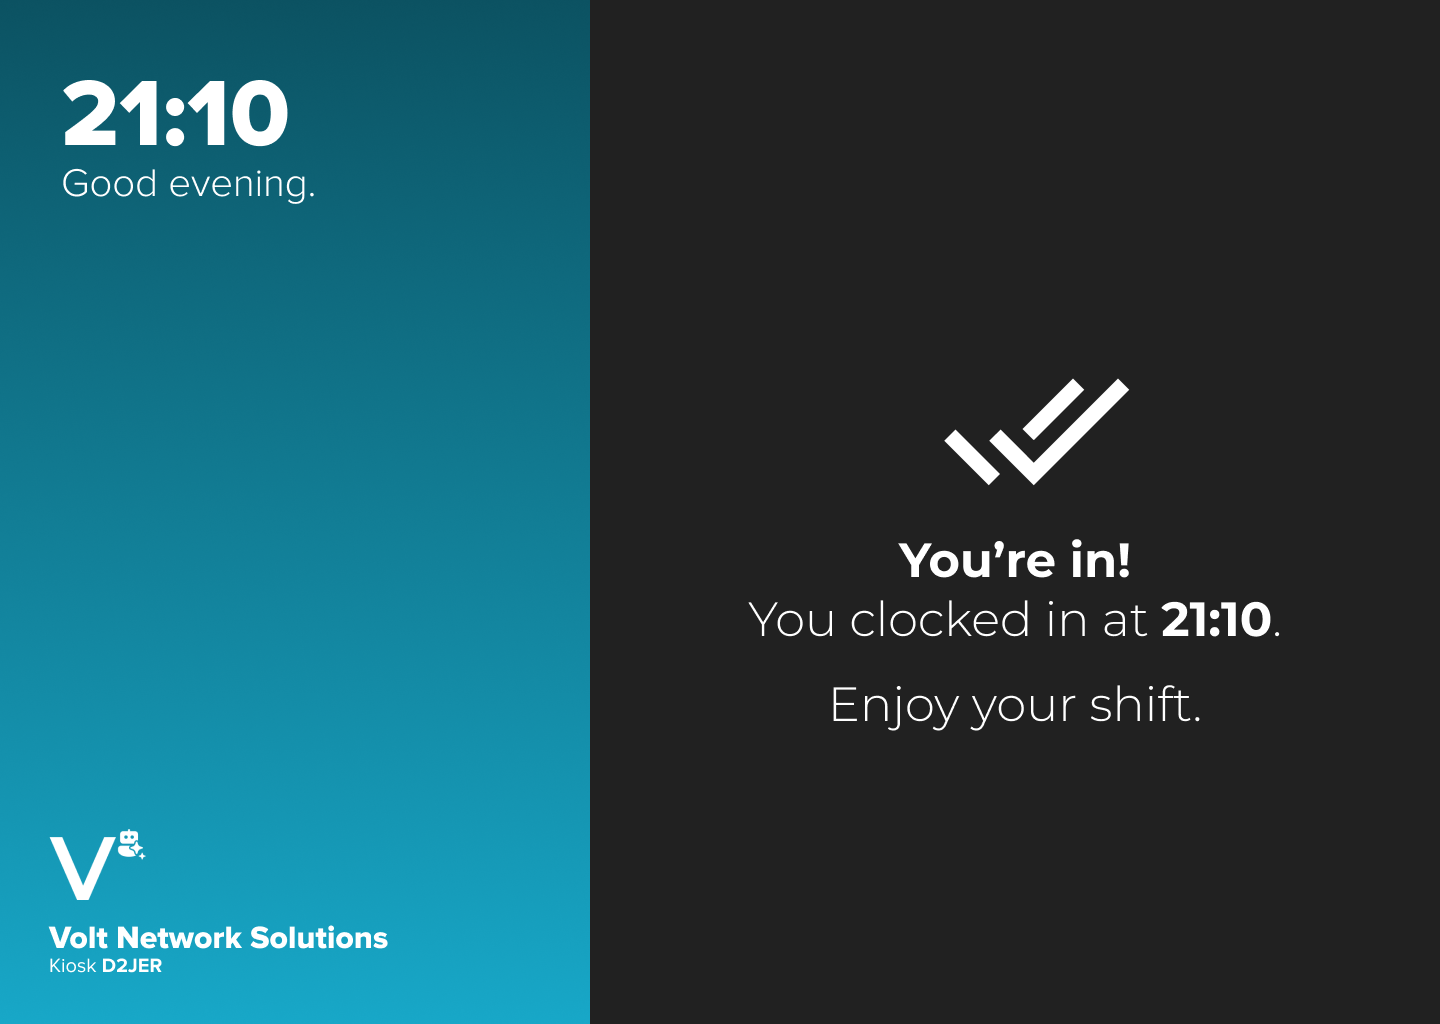 21:10
Good evening.
V
Volt Network Solutions
Kiosk D2JER
You’re in!
You clocked in at 21:10.
Enjoy your shift.